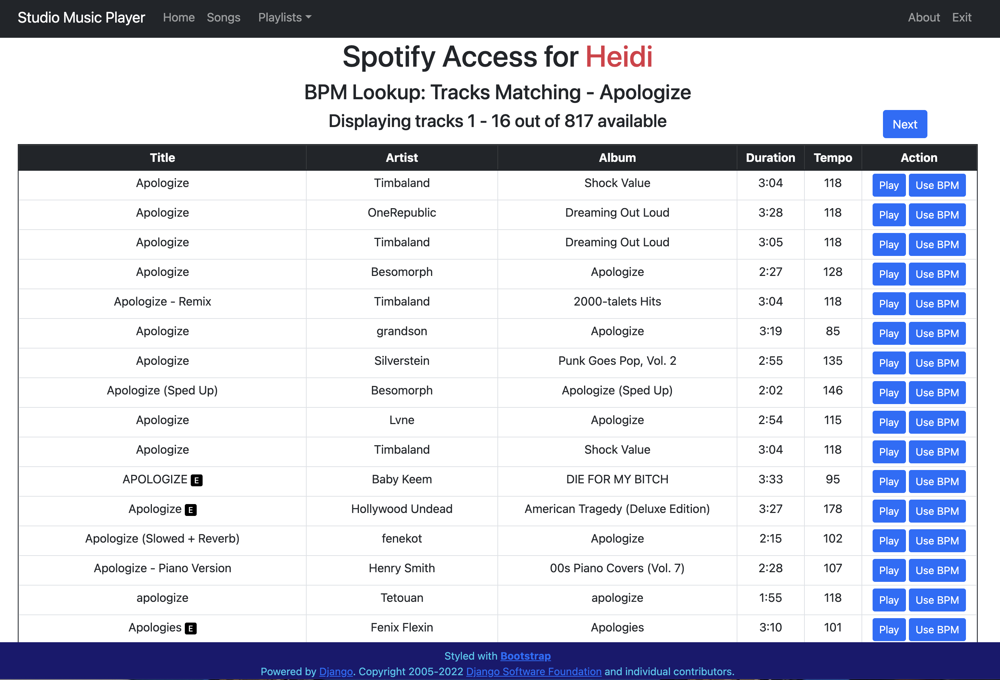 Studio Music Player Home Songs Playlists About Exit
Spotify Access for Heidi
BPM Lookup: Tracks Matching - Apologize
Displaying tracks 1 - 16 out of 817 available
Next
Title Artist Album Duration Tempo Action
Apologize Timbaland Shock Value 3:04 118 Play Use BPM
Apologize OneRepublic Dreaming Out Loud 3:28 118 Play Use BPM
Apologize Timbaland Dreaming Out Loud 3:05 118 Play Use BPM
Apologize Besomorph Apologize 2:27 128 Play Use BPM
Apologize - Remix Timbaland 2000-talets Hits 3:04 118 Play Use BPM
Apologize grandson Apologize 3:19 85 Play Use BPM
Apologize Silverstein Punk Goes Pop, Vol. 2 2:55 135 Play Use BPM
Apologize (Sped Up) Besomorph Apologize (Sped Up) 2:02 146 Play Use BPM
Apologize Lvne Apologize 2:54 115 Play Use BPM
Apologize Timbaland Shock Value 3:04 118 Play Use BPM
APOLOGIZE E Baby Keem DIE FOR MY BITCH 3:33 95 Play Use BPM
Apologize E Hollywood Undead American Tragedy (Deluxe Edition) 3:27 178 Play Use BPM
Apologize (Slowed + Reverb) fenekot Apologize 2:15 102 Play Use BPM
Apologize - Piano Version Henry Smith 00s Piano Covers (Vol. 7) 2:28 107 Play Use BPM
apologize Tetouan apologize 1:55 118 Play Use BPM
Apologies E Fenix Flexin Apologies 3:10 101 Play Use BPM
Styled with Bootstrap
Powered by Django. Copyright 2005-2022 Django Software Foundation and individual contributors.